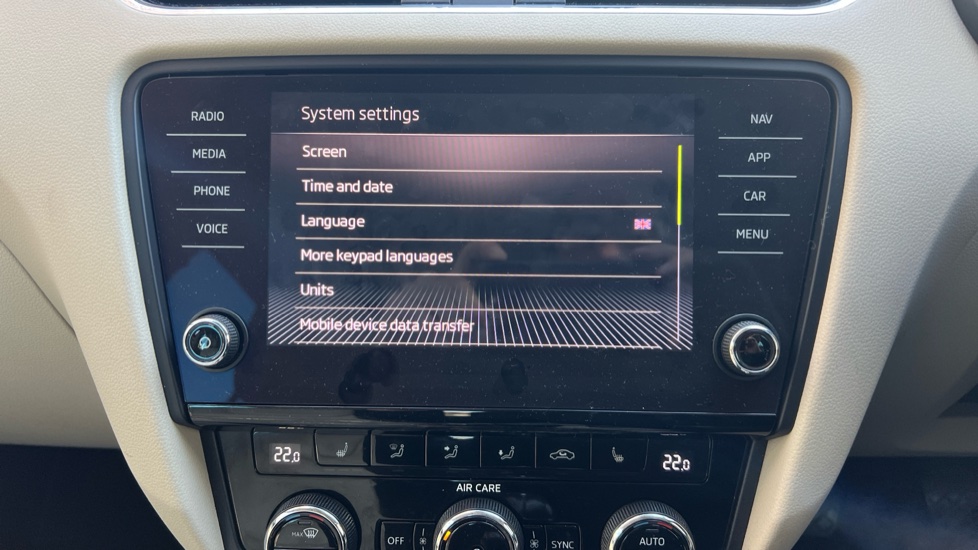 System settings
RADIO
MEDIA
PHONE
VOICE
Screen
Time and date
Language
More keypad languages
Units
Mobile device data transfer
NAV
APP
CAR
MENU
22.0
22.0
AIR CARE
MAX
OFF
SYNC
AUTO